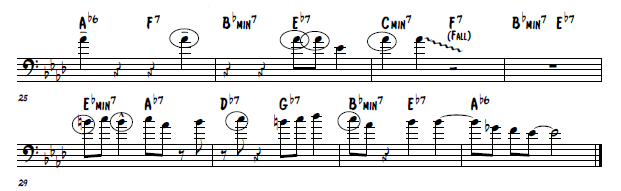 A♭6 F7 B♭MIN7 E♭7 CMIN7 F7 B♭MIN7 E♭7
(FALL)
25
E♭MIN7 A♭7 D♭7 G♭7 B♭MIN7 E♭7 A♭6
29